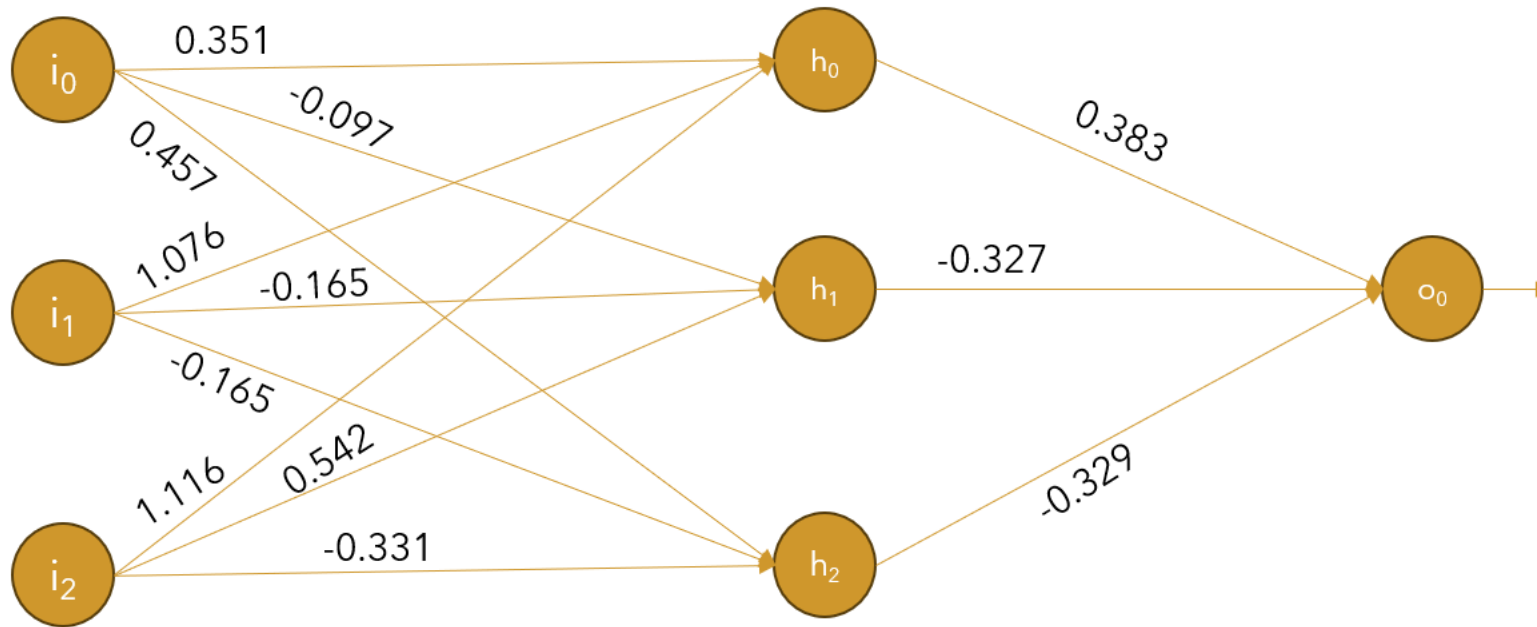 0.351
i₀
h₀
-0.097
0.383
0.457
1.076
-0.165
-0.327
i₁
h₁
o₀
-0.165
0.542
1.116
-0.329
-0.331
i₂
h₂